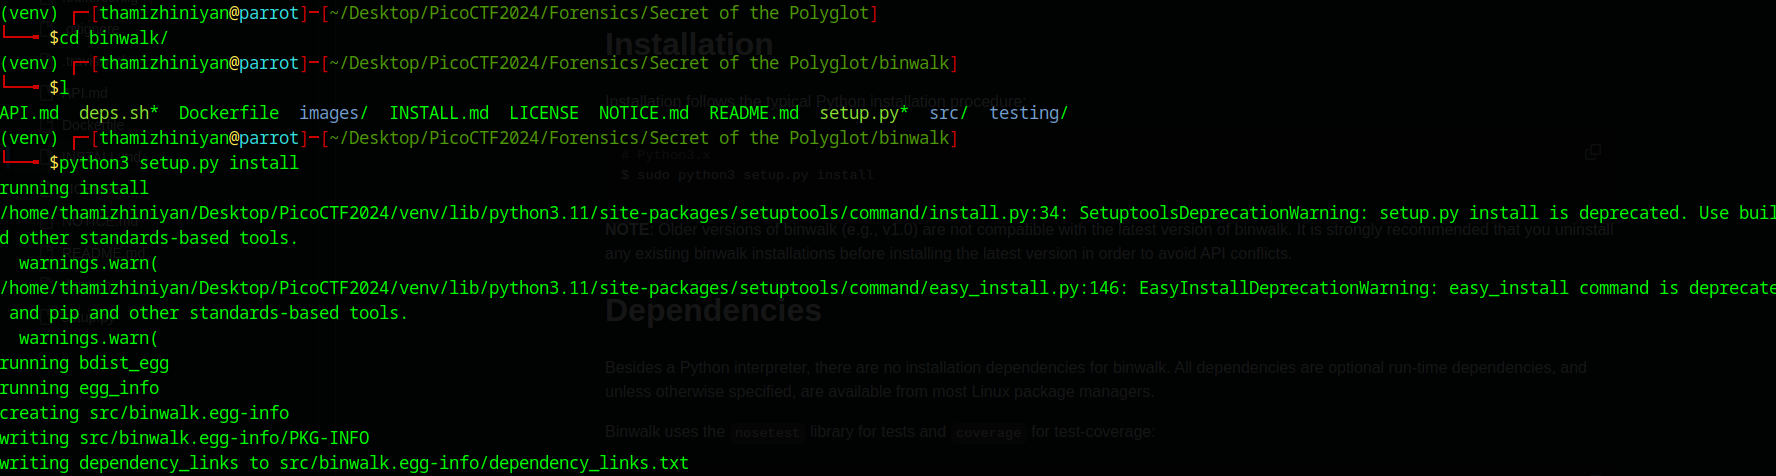 (venv) ┌─[thamizhiniyan@parrot]─[~/Desktop/PicoCTF2024/Forensics/Secret of the Polyglot]
└──╼ $cd binwalk/
Installation
(venv) ┌─[thamizhiniyan@parrot]─[~/Desktop/PicoCTF2024/Forensics/Secret of the Polyglot/binwalk]
└──╼ $l
API.md
Installation follows the typical Python installation procedure:
API.md  deps.sh*  Dockerfile  images/  INSTALL.md  LICENSE  NOTICE.md  README.md  setup.py*  src/  testing/
(venv) ┌─[thamizhiniyan@parrot]─[~/Desktop/PicoCTF2024/Forensics/Secret of the Polyglot/binwalk]
# Python3.x
└──╼ $python3 setup.py install
$ sudo python3 setup.py install
running install
/home/thamizhiniyan/Desktop/PicoCTF2024/venv/lib/python3.11/site-packages/setuptools/command/install.py:34: SetuptoolsDeprecationWarning: setup.py install is deprecated. Use buil
NOTE: Older versions of binwalk (e.g., v1.0) are not compatible with the latest version of binwalk. It is strongly recommended that you uninstall
d other standards-based tools.
any existing binwalk installations before installing the latest version in order to avoid API conflicts.
  warnings.warn(
/home/thamizhiniyan/Desktop/PicoCTF2024/venv/lib/python3.11/site-packages/setuptools/command/easy_install.py:146: EasyInstallDeprecationWarning: easy_install command is deprecate
Dependencies
 and pip and other standards-based tools.
  warnings.warn(
running bdist_egg
Besides a Python interpreter, there are no installation dependencies for binwalk. All dependencies are optional run-time dependencies, and
running egg_info
unless otherwise specified, are available from most Linux package managers.
creating src/binwalk.egg-info
Binwalk uses the nosetest library for tests and coverage for test-coverage:
writing src/binwalk.egg-info/PKG-INFO
writing dependency_links to src/binwalk.egg-info/dependency_links.txt